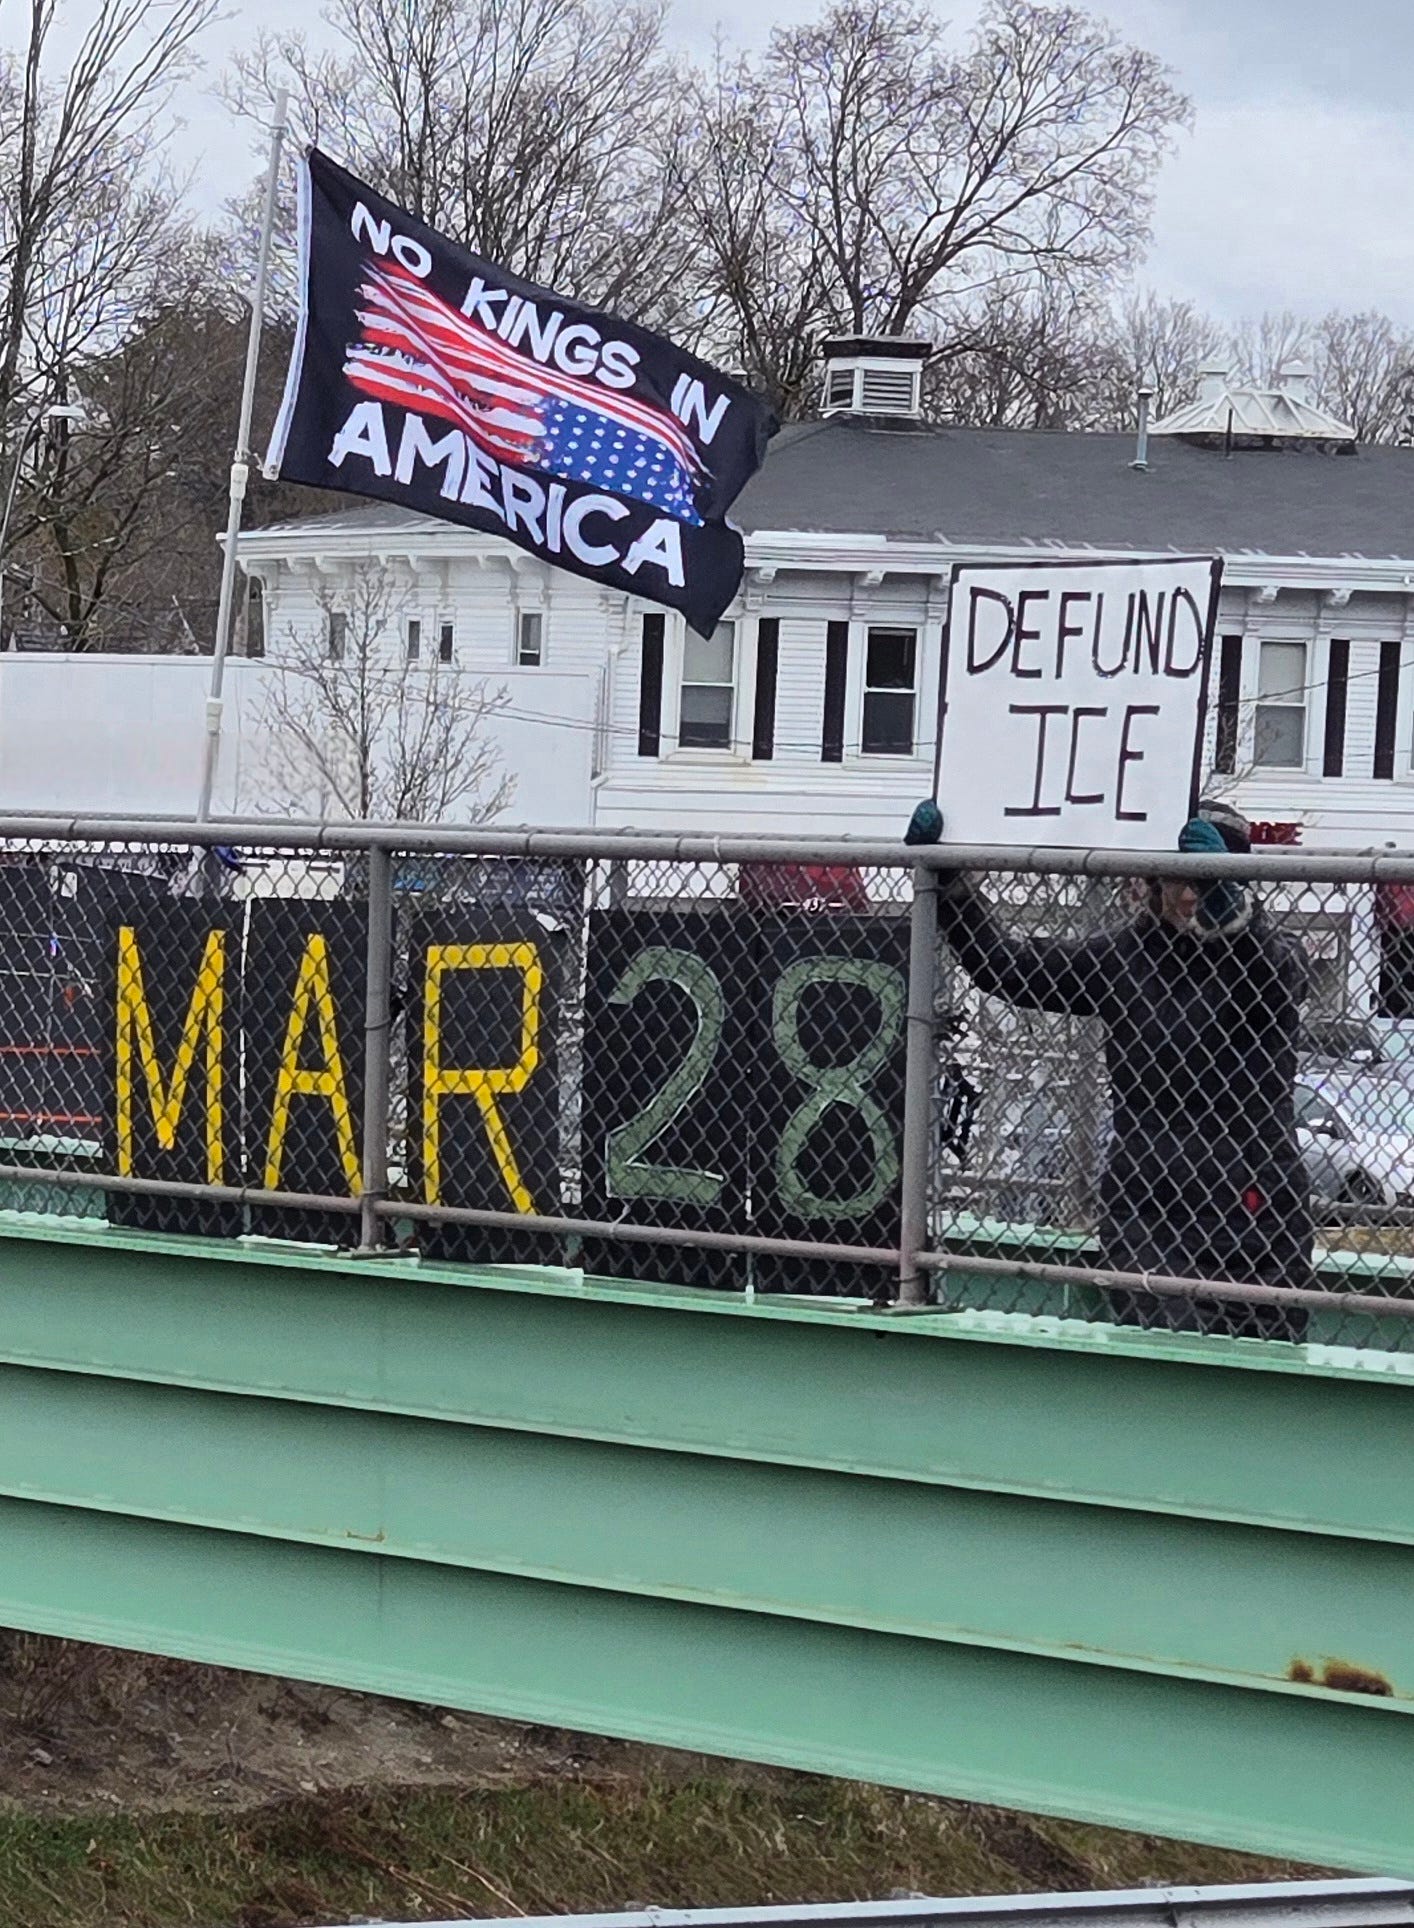 NO KINGS IN
AMERICA
DEFUND
ICE
MAR 28